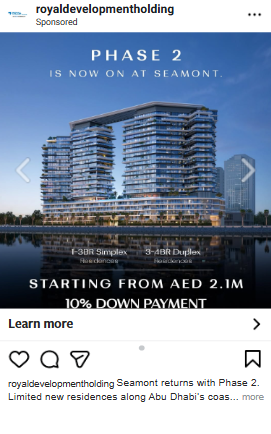 royaldevelopmentholding
Sponsored
PHASE 2
IS NOW ON AT SEAMONT.
1-3BR Simplex 3-4BR Duplex
Residences Residences
STARTING FROM AED 2.1M
10% DOWN PAYMENT
Learn more
royaldevelopmentholding Seamont returns with Phase 2.
Limited new residences along Abu Dhabi's coas... more